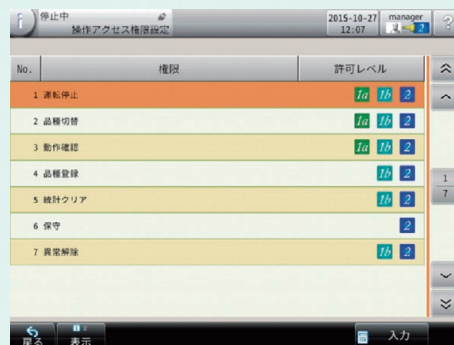 停止中
操作アクセス権限設定
2015-10-27
12:07
manager
2
?
No. 権限 許可レベル
1 運転停止 1a 1b 2
2 品種切替 1a 1b 2
3 動作確認 1a 1b 2
4 品種登録 1b 2
5 統計クリア 1b 2
6 保守 2
7 異常解除 1b 2
1
7
戻る
表示
入力